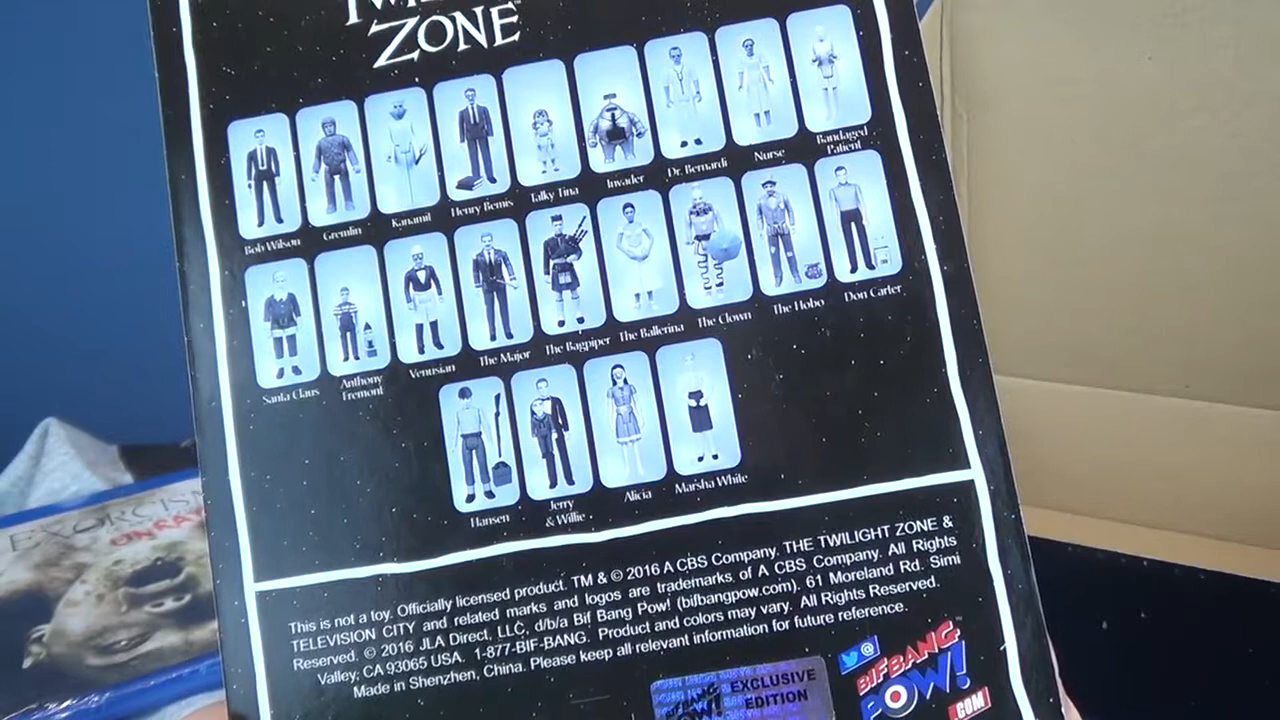 TWILIGHT
ZONE
Bob Wilson Gremlin Kanamit Henry Bemis Talky Tina Invader Dr. Bernardi Nurse Bandaged Patient
Santa Claus Anthony Fremont Venusian The Major The Bagpiper The Ballerina The Clown The Hobo Don Carter
Hansen Jerry & Willie Alicia Marsha White
This is not a toy. Officially licensed product. TM & © 2016 A CBS Company. THE TWILIGHT ZONE &
TELEVISION CITY and related marks and logos are trademarks of A CBS Company. All Rights
Reserved. © 2016 JLA Direct, LLC, d/b/a Bif Bang Pow! (bifbangpow.com). 61 Moreland Rd. Simi
Valley, CA 93065 USA. 1-877-BIF-BANG. Product and colors may vary. All Rights Reserved.
Made in Shenzhen, China. Please keep all relevant information for future reference.
EXCLUSIVE
EDITION
@
BIFBANG
POW!
.COM
EXORCISM
UNRA